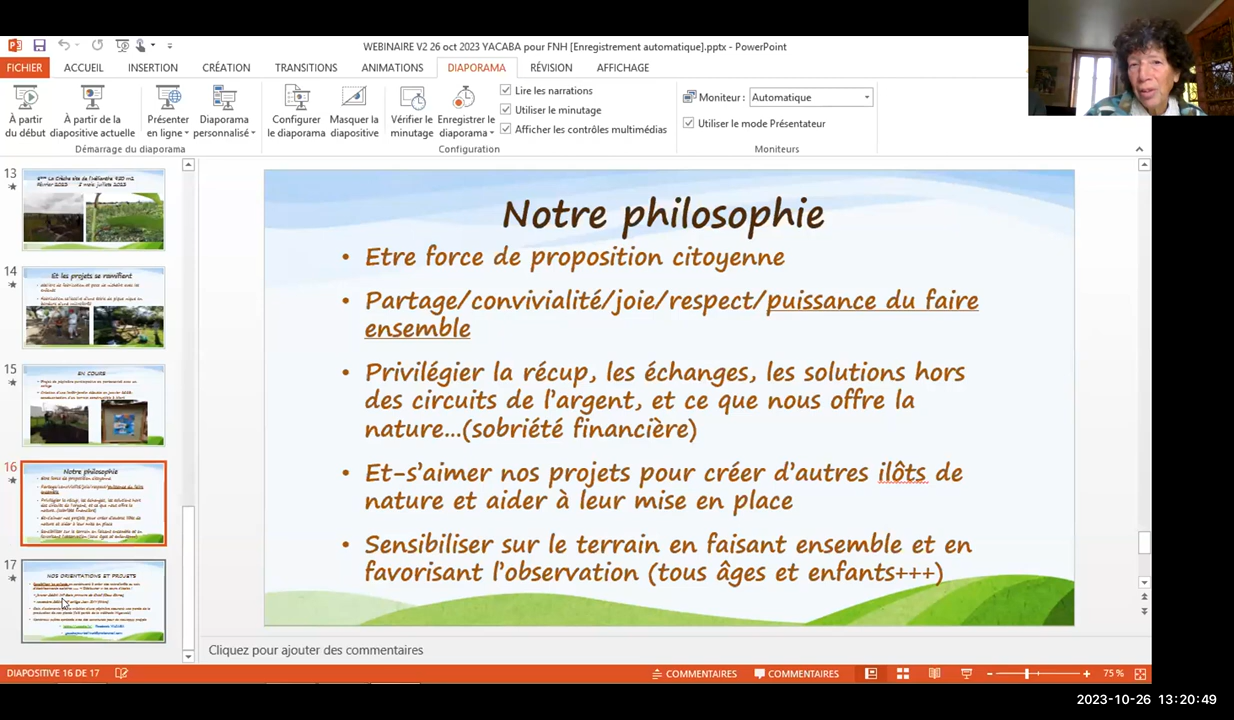 WEBINAIRE V2 26 oct 2023 YACABA pour FNH [Enregistrement automatique].pptx - PowerPoint
FICHIER ACCUEIL INSERTION CRÉATION TRANSITIONS ANIMATIONS DIAPORAMA RÉVISION AFFICHAGE
À partir du début
À partir de la diapositive actuelle
Présenter en ligne
Diaporama personnalisé
Configurer le diaporama
Masquer la diapositive
Vérifier le minutage
Enregistrer le diaporama
Lire les narrations
Utiliser le minutage
Afficher les contrôles multimédias
Moniteur : Automatique
Utiliser le mode Présentateur
Démarrage du diaporama Configuration Moniteurs
13
14
Et les projets se ramifient
15
EN COURS
16
Notre philosophie
17
NOS ORIENTATIONS ET PROJETS
Notre philosophie
• Etre force de proposition citoyenne
• Partage/convivialité/joie/respect/puissance du faire
ensemble
• Privilégier la récup, les échanges, les solutions hors
des circuits de l'argent, et ce que nous offre la
nature...(sobriété financière)
• Et-s'aimer nos projets pour créer d'autres ilôts de
nature et aider à leur mise en place
• Sensibiliser sur le terrain en faisant ensemble et en
favorisant l'observation (tous âges et enfants+++)
Cliquez pour ajouter des commentaires
DIAPOSITIVE 16 DE 17 COMMENTAIRES COMMENTAIRES 75 %
2023-10-26 13:20:49